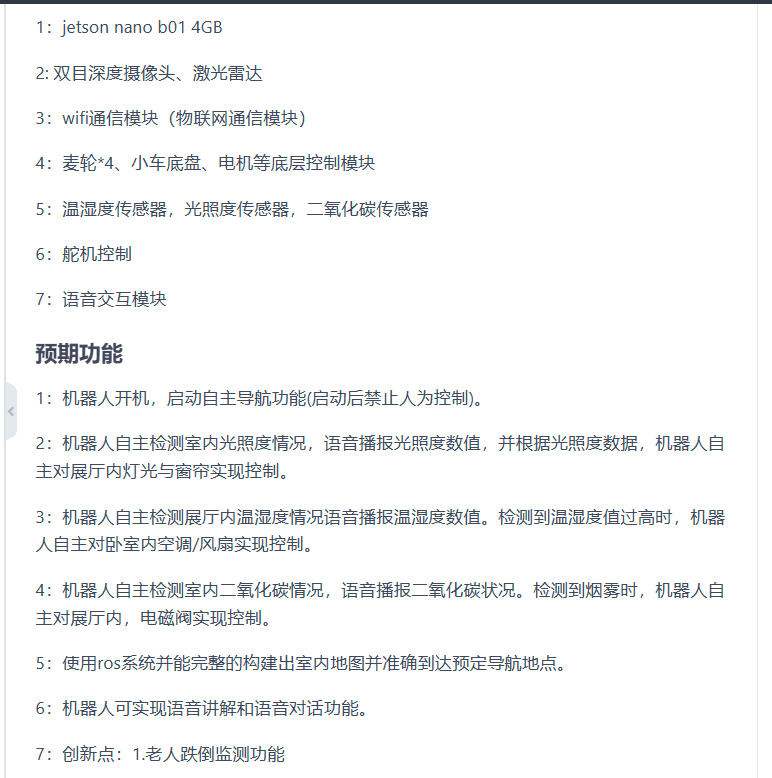 1：jetson nano b01 4GB
2: 双目深度摄像头、激光雷达
3：wifi通信模块（物联网通信模块）
4：麦轮*4、小车底盘、电机等底层控制模块
5：温湿度传感器，光照度传感器，二氧化碳传感器
6：舵机控制
7：语音交互模块
预期功能
1：机器人开机，启动自主导航功能(启动后禁止人为控制)。
2：机器人自主检测室内光照度情况，语音播报光照度数值，并根据光照度数据，机器人自
主对展厅内灯光与窗帘实现控制。
3：机器人自主检测展厅内温湿度情况语音播报温湿度数值。检测到温湿度值过高时，机器
人自主对卧室内空调/风扇实现控制。
4：机器人自主检测室内二氧化碳情况，语音播报二氧化碳状况。检测到烟雾时，机器人自
主对展厅内，电磁阀实现控制。
5：使用ros系统并能完整的构建出室内地图并准确到达预定导航地点。
6：机器人可实现语音讲解和语音对话功能。
7：创新点：1.老人跌倒监测功能